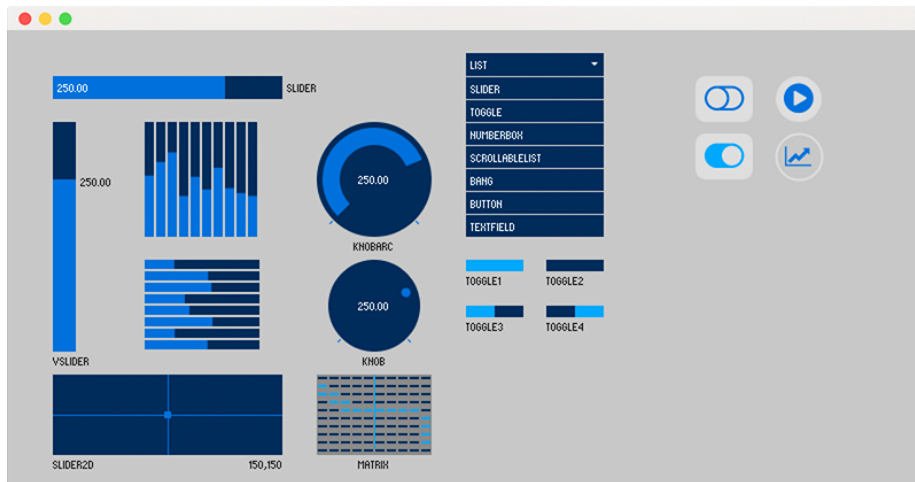 250.00
SLIDER
250.00
VSLIDER
SLIDER2D
150,150
250.00
KNOBARC
250.00
KNOB
MATRIX
LIST
SLIDER
TOGGLE
NUMBERBOX
SCROLLABLELIST
BANG
BUTTON
TEXTFIELD
TOGGLE1
TOGGLE2
TOGGLE3
TOGGLE4